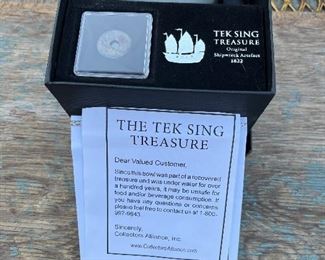 TEK SING
TREASURE
Original
Shipwreck Artifact
1822
THE TEK SING
TREASURE
Dear Valued Customer,
Since this bowl was part of a recovered
treasure and was under water for over
a hundred years, it may be unsafe for
food and/or beverage consumption. If
you have any questions or concerns
please feel free to contact us at 1-800-
Sincerely,
Collectors Alliance, Inc.
www.CollectorsAlliance.com